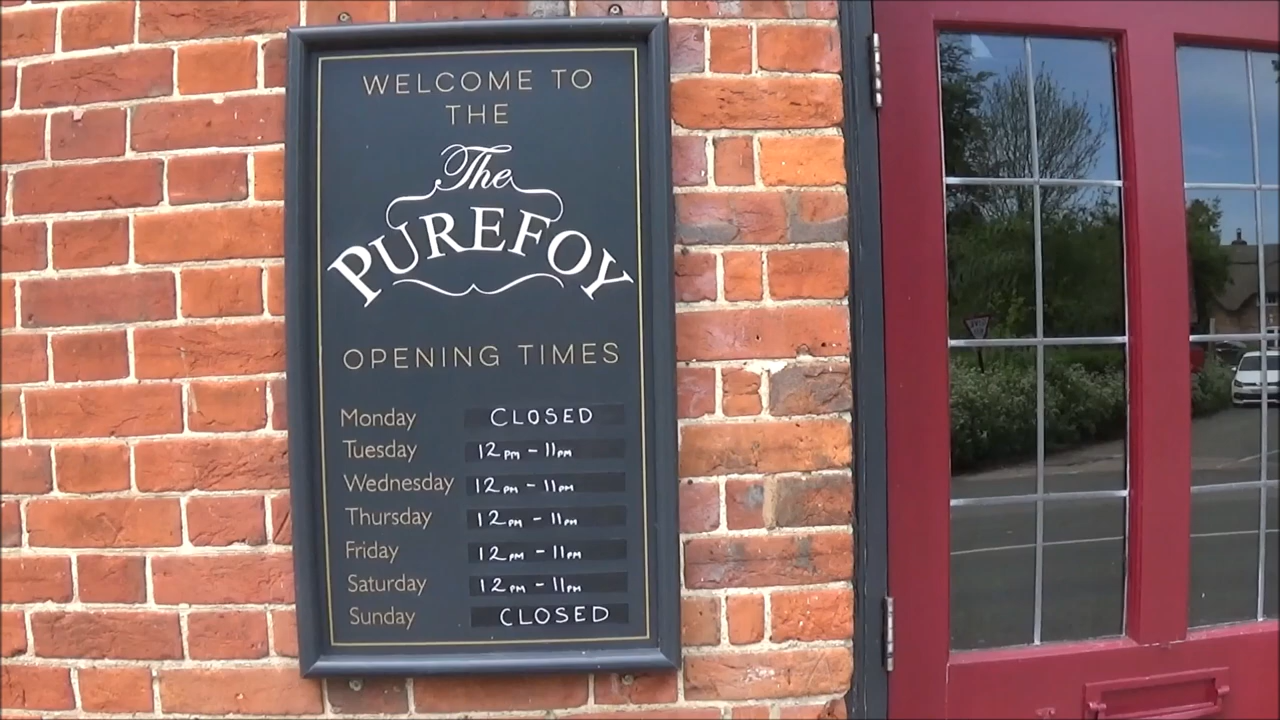 WELCOME TO
THE
The
PUREFOY
OPENING TIMES
Monday CLOSED
Tuesday 12pm - 11pm
Wednesday 12pm - 11pm
Thursday 12pm - 11pm
Friday 12pm - 11pm
Saturday 12pm - 11pm
Sunday CLOSED